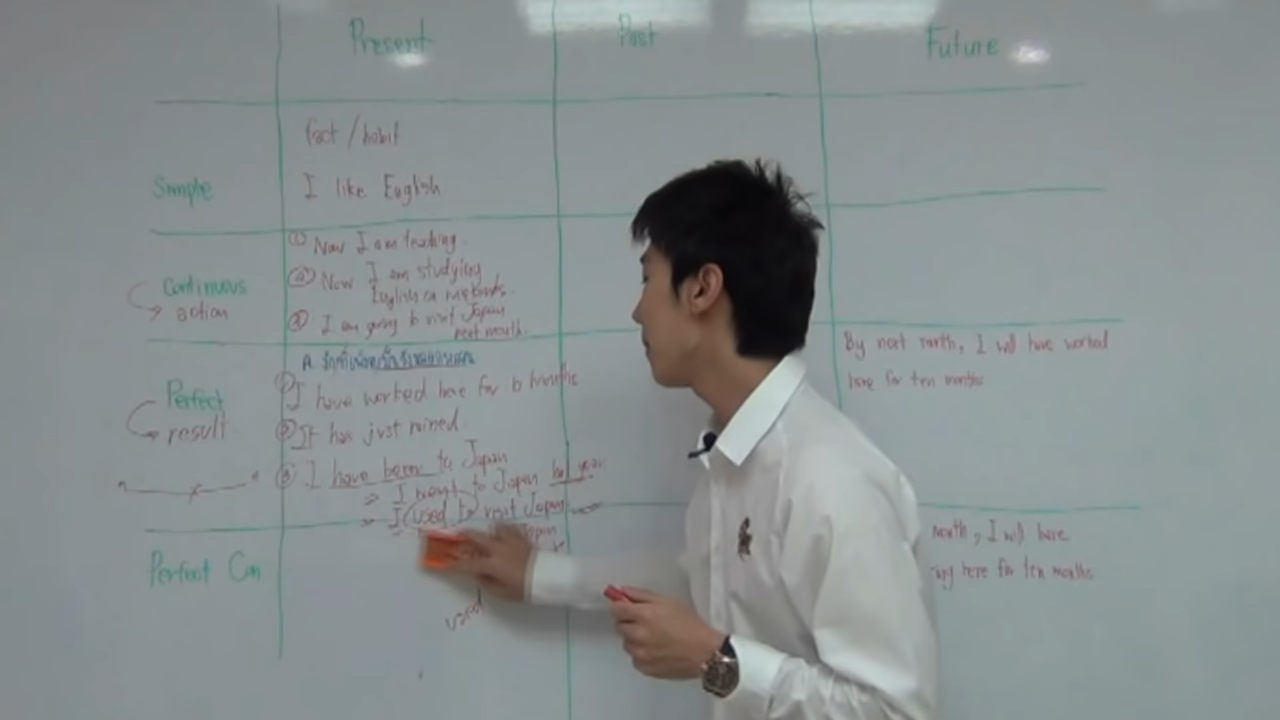 Present Past Future
fact / habit
Simple
I like English
① Now I am teaching.
② Now I am studying
English on
Continuous
action
③ I am going to visit Japan
next month.
By next month, I will have worked
here for ten months
A.
Perfect
① I have worked here for 10 months
result
② It has just rained.
③ I have been to Japan
⇒ I went to Japan last year
⇒ I used to visit Japan
Japan
month, I will have
Perfect Con
here for ten months
used